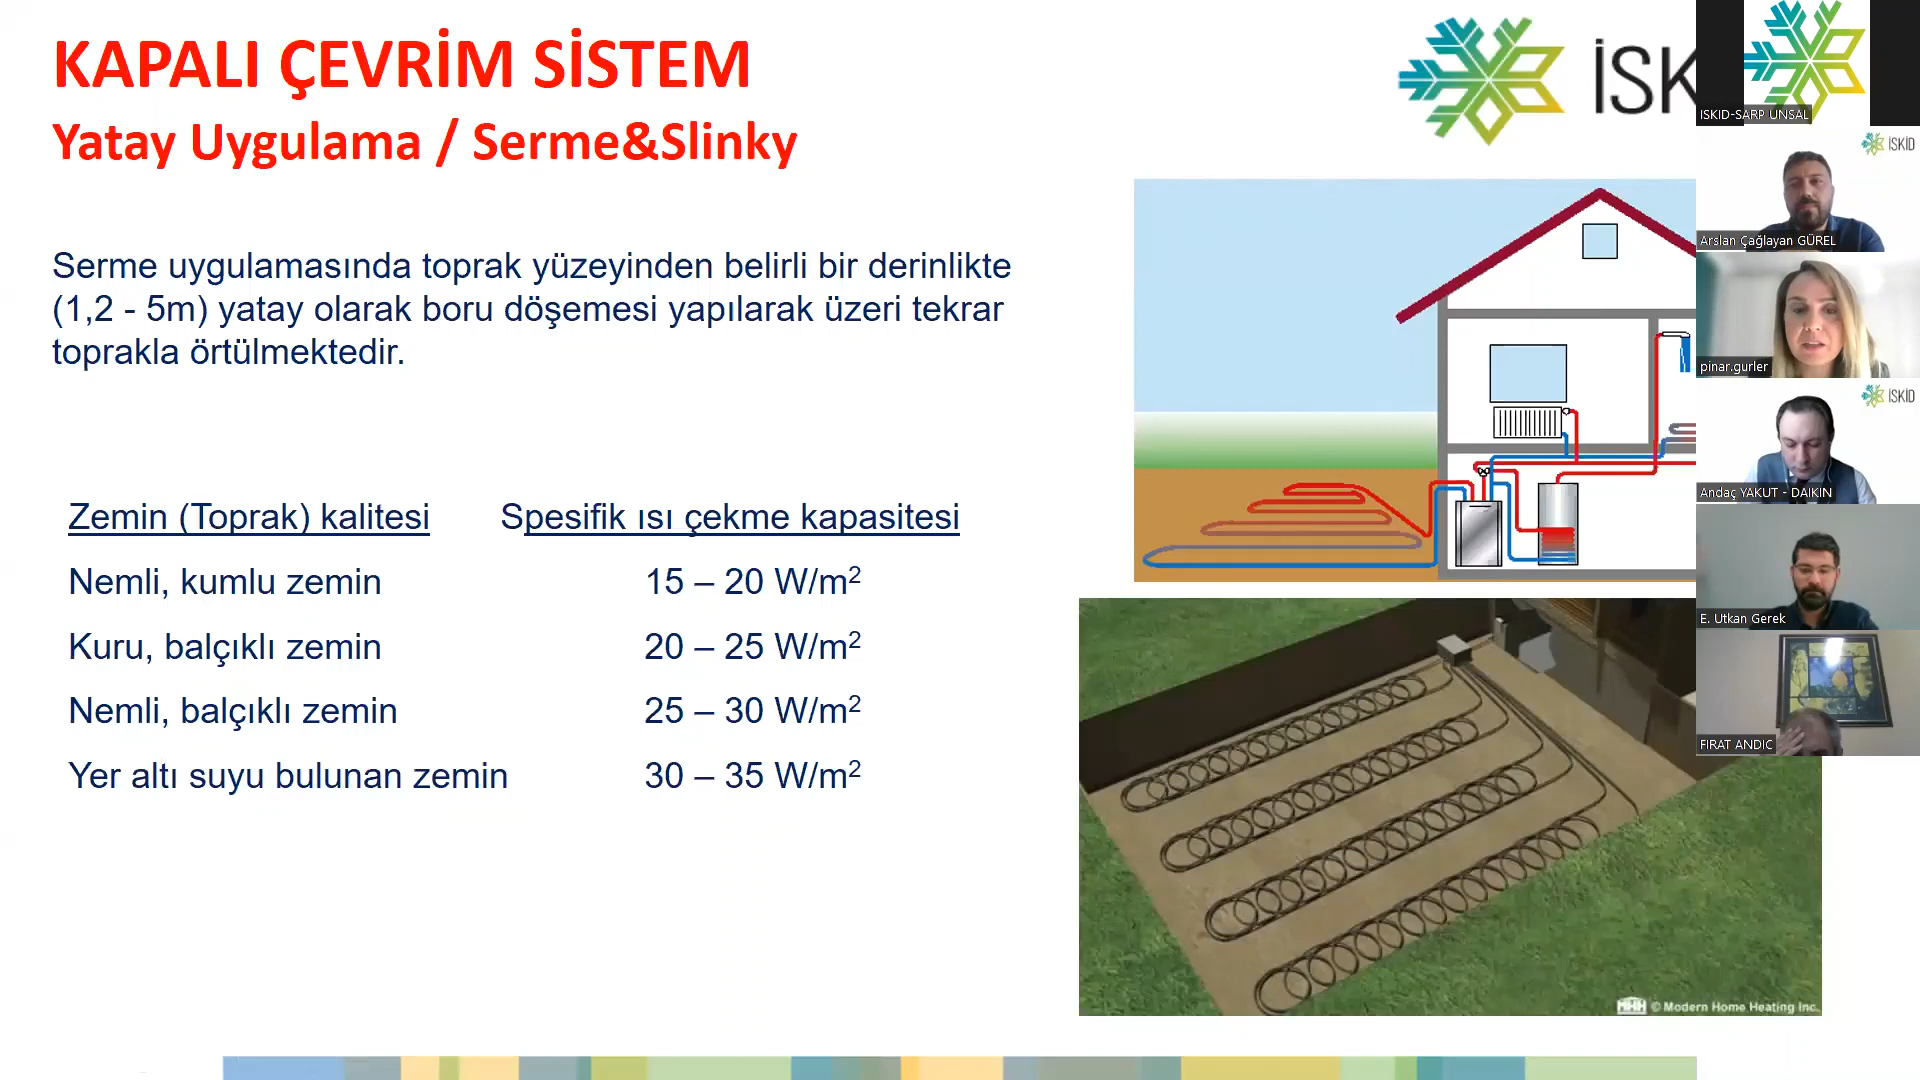 KAPALI ÇEVRİM SİSTEM
Yatay Uygulama / Serme&Slinky
Serme uygulamasında toprak yüzeyinden belirli bir derinlikte
(1,2 - 5m) yatay olarak boru döşemesi yapılarak üzeri tekrar
toprakla örtülmektedir.
Zemin (Toprak) kalitesi Spesifik ısı çekme kapasitesi
Nemli, kumlu zemin 15 – 20 W/m²
Kuru, balçıklı zemin 20 – 25 W/m²
Nemli, balçıklı zemin 25 – 30 W/m²
Yer altı suyu bulunan zemin 30 – 35 W/m²
İSK
ISKID-SARP ÜNSAL
İSKİD
Arslan Çağlayan GÜREL
pinar.gurler
İSKİD
Andaç YAKUT - DAIKIN
E. Utkan Gerek
FIRAT ANDIC
MHH © Modern Home Heating Inc.